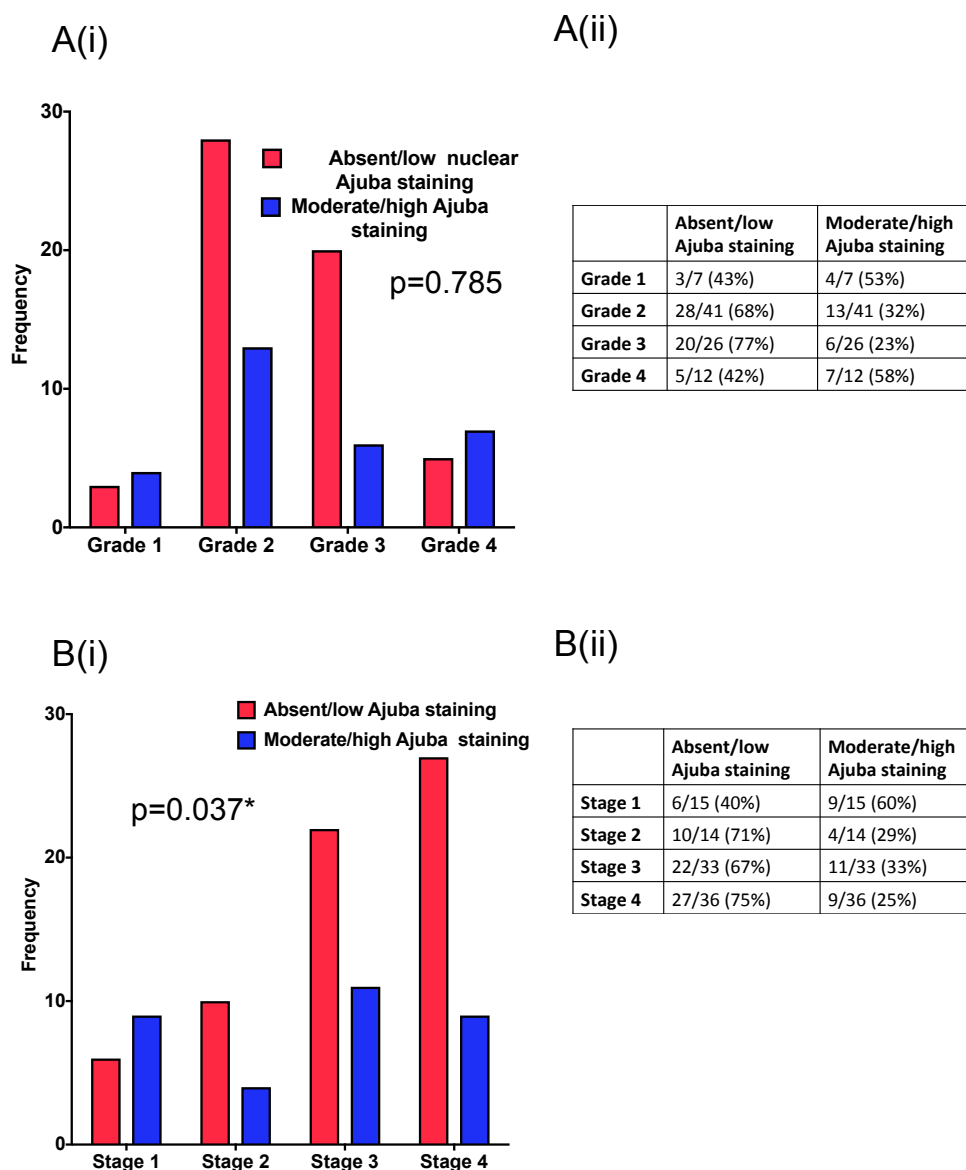 A(i)
30
20
10
0
Frequency
Absent/low nuclear
Ajuba staining
Moderate/high Ajuba
staining
p=0.785
Grade 1 Grade 2 Grade 3 Grade 4
A(ii)
Absent/low Ajuba staining Moderate/high Ajuba staining
Grade 1 3/7 (43%) 4/7 (53%)
Grade 2 28/41 (68%) 13/41 (32%)
Grade 3 20/26 (77%) 6/26 (23%)
Grade 4 5/12 (42%) 7/12 (58%)
B(i)
30
20
10
0
Frequency
Absent/low Ajuba staining
Moderate/high Ajuba staining
p=0.037*
Stage 1 Stage 2 Stage 3 Stage 4
B(ii)
Absent/low Ajuba staining Moderate/high Ajuba staining
Stage 1 6/15 (40%) 9/15 (60%)
Stage 2 10/14 (71%) 4/14 (29%)
Stage 3 22/33 (67%) 11/33 (33%)
Stage 4 27/36 (75%) 9/36 (25%)